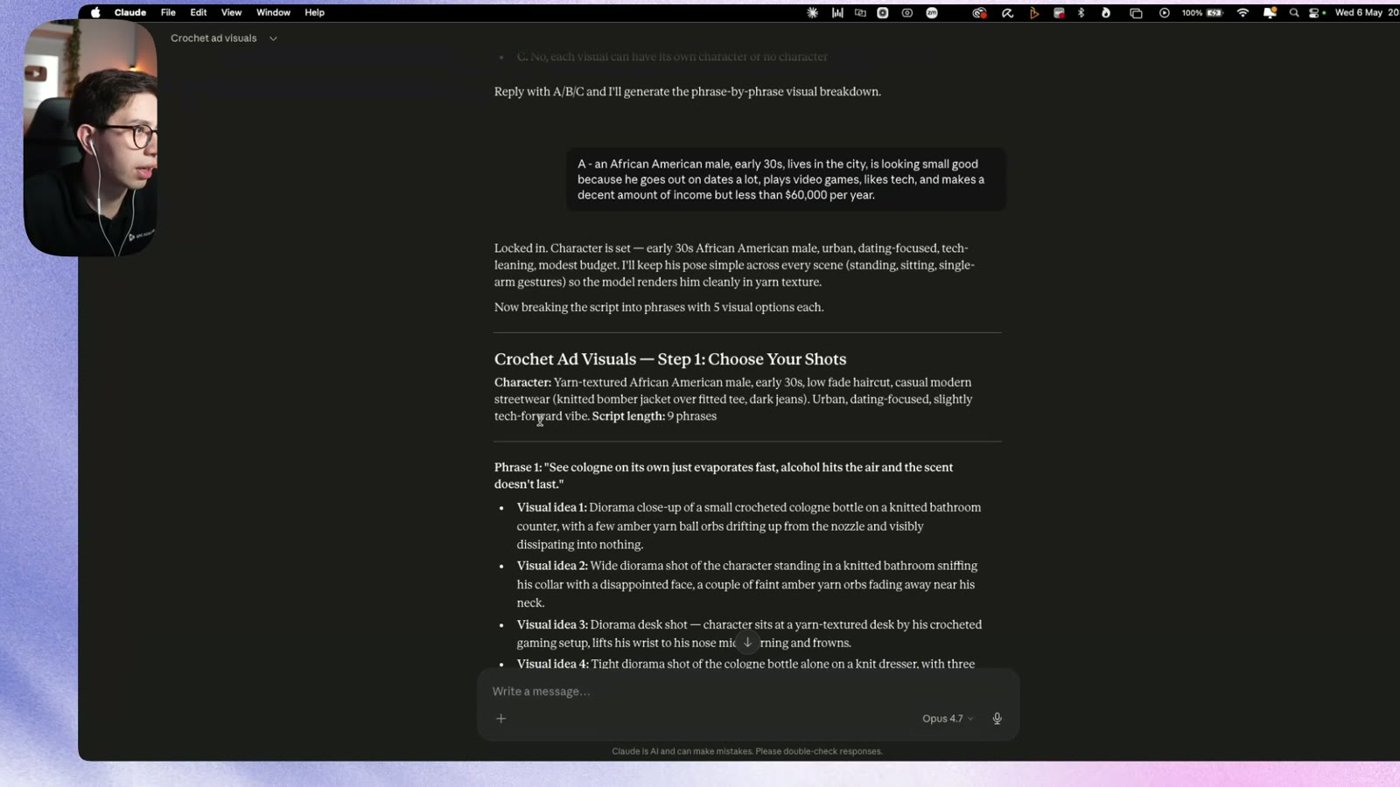 Claude File Edit View Window Help 100% Wed 6 May 20
Crochet ad visuals
• C. No, each visual can have its own character or no character
Reply with A/B/C and I'll generate the phrase-by-phrase visual breakdown.
A - an African American male, early 30s, lives in the city, is looking small good
because he goes out on dates a lot, plays video games, likes tech, and makes a
decent amount of income but less than $60,000 per year.
Locked in. Character is set — early 30s African American male, urban, dating-focused, tech-
leaning, modest budget. I'll keep his pose simple across every scene (standing, sitting, single-
arm gestures) so the model renders him cleanly in yarn texture.
Now breaking the script into phrases with 5 visual options each.
Crochet Ad Visuals — Step 1: Choose Your Shots
Character: Yarn-textured African American male, early 30s, low fade haircut, casual modern
streetwear (knitted bomber jacket over fitted tee, dark jeans). Urban, dating-focused, slightly
tech-forward vibe. Script length: 9 phrases
Phrase 1: "See cologne on its own just evaporates fast, alcohol hits the air and the scent
doesn't last."
• Visual idea 1: Diorama close-up of a small crocheted cologne bottle on a knitted bathroom
counter, with a few amber yarn ball orbs drifting up from the nozzle and visibly
dissipating into nothing.
• Visual idea 2: Wide diorama shot of the character standing in a knitted bathroom sniffing
his collar with a disappointed face, a couple of faint amber yarn orbs fading away near his
neck.
• Visual idea 3: Diorama desk shot — character sits at a yarn-textured desk by his crocheted
gaming setup, lifts his wrist to his nose and frowns.
• Visual idea 4: Tight diorama shot of the cologne bottle alone on a knit dresser, with three
Write a message...
Opus 4.7
Claude is AI and can make mistakes. Please double-check responses.